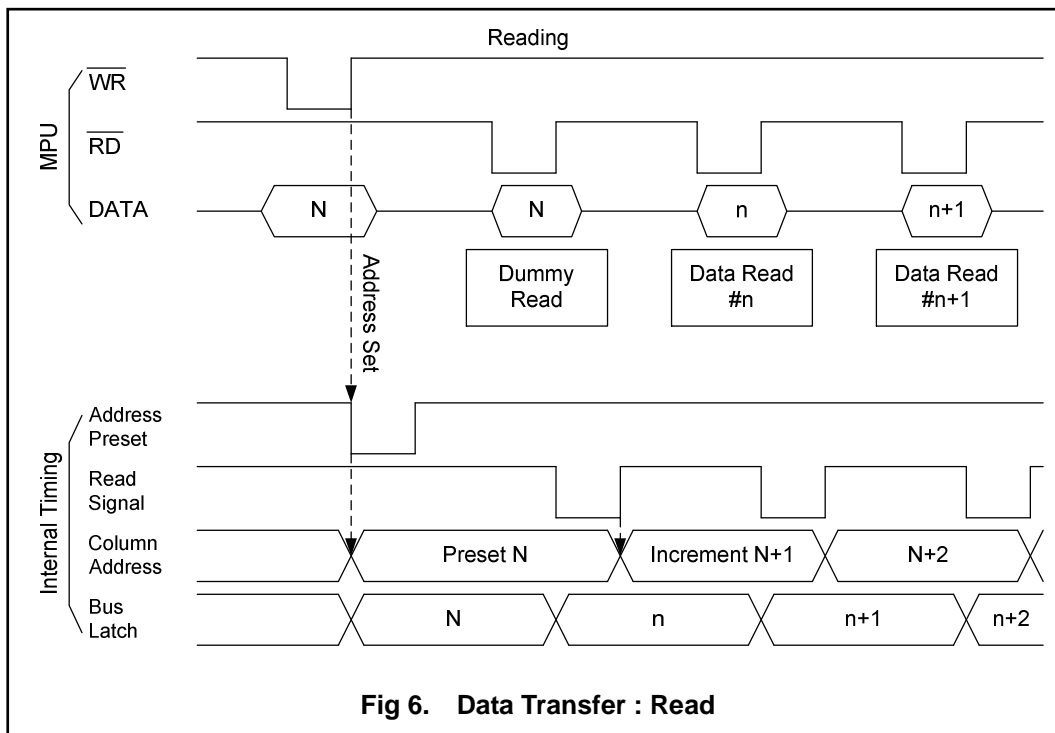 Reading
MPU
WR
RD
DATA
N
N
n
n+1
Address Set
Dummy
Read
Data Read
#n
Data Read
#n+1
Internal Timing
Address
Preset
Read
Signal
Column
Address
Preset N
Increment N+1
N+2
Bus
Latch
N
n
n+1
n+2
Fig 6. Data Transfer : Read